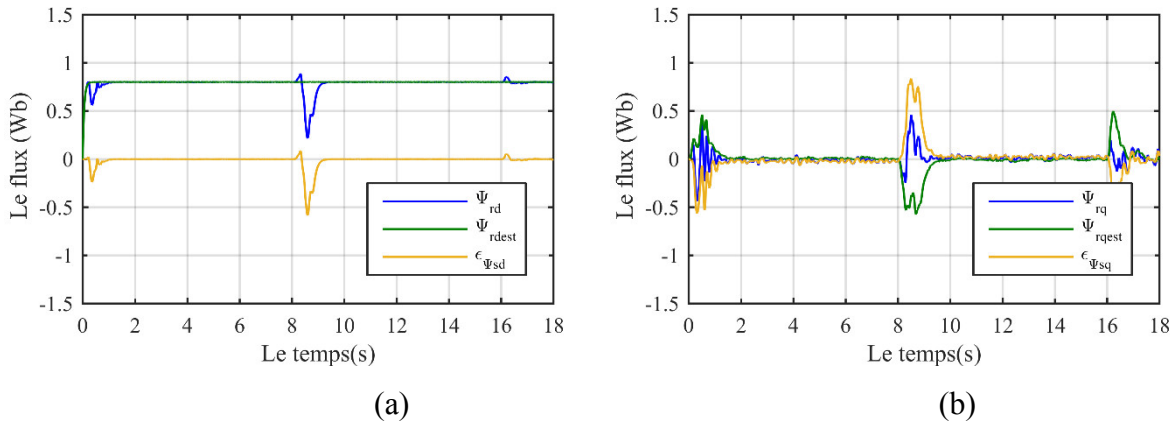 1.5
1
0.5
0
-0.5
-1
-1.5
Le flux (Wb)
Ψrd
Ψrdest
ϵΨsd
0 2 4 6 8 10 12 14 16 18
Le temps(s)
(a)
1.5
1
0.5
0
-0.5
-1
-1.5
Le flux (Wb)
Ψrq
Ψrqest
ϵΨsq
0 2 4 6 8 10 12 14 16 18
Le temps(s)
(b)